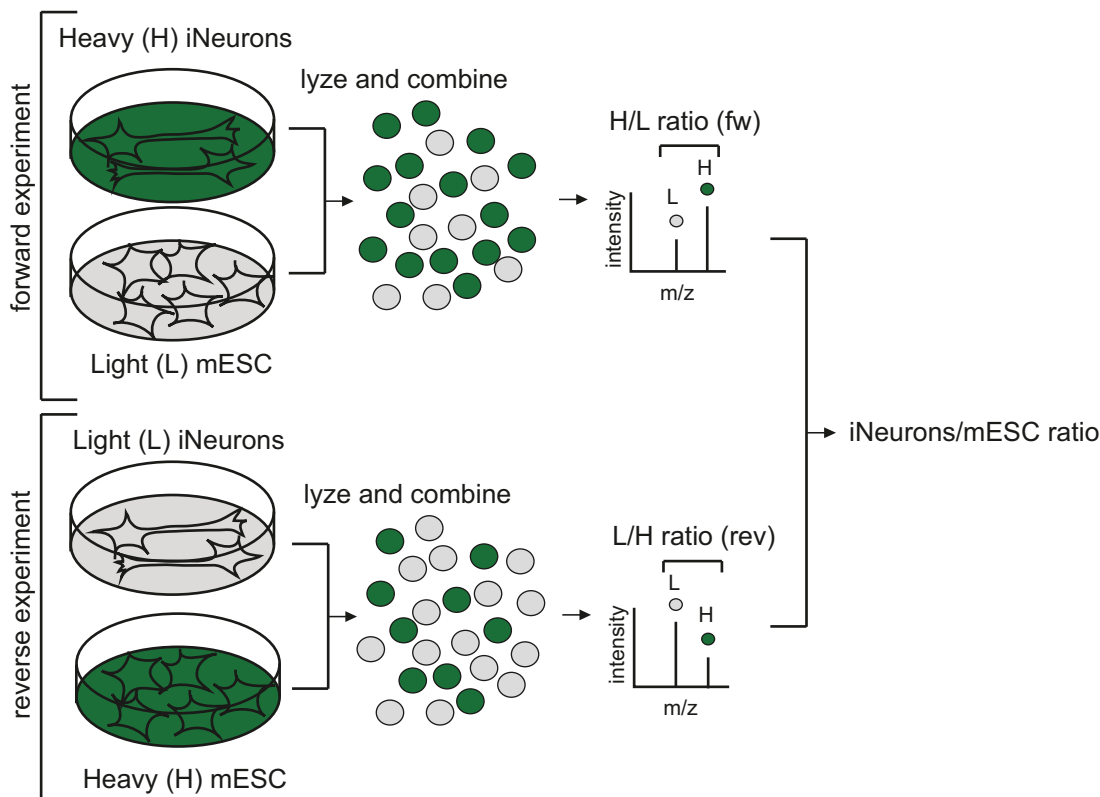 forward experiment
Heavy (H) iNeurons
lyze and combine
Light (L) mESC
H/L ratio (fw)
H
L
intensity
m/z
iNeurons/mESC ratio
reverse experiment
Light (L) iNeurons
lyze and combine
Heavy (H) mESC
L/H ratio (rev)
L
H
intensity
m/z